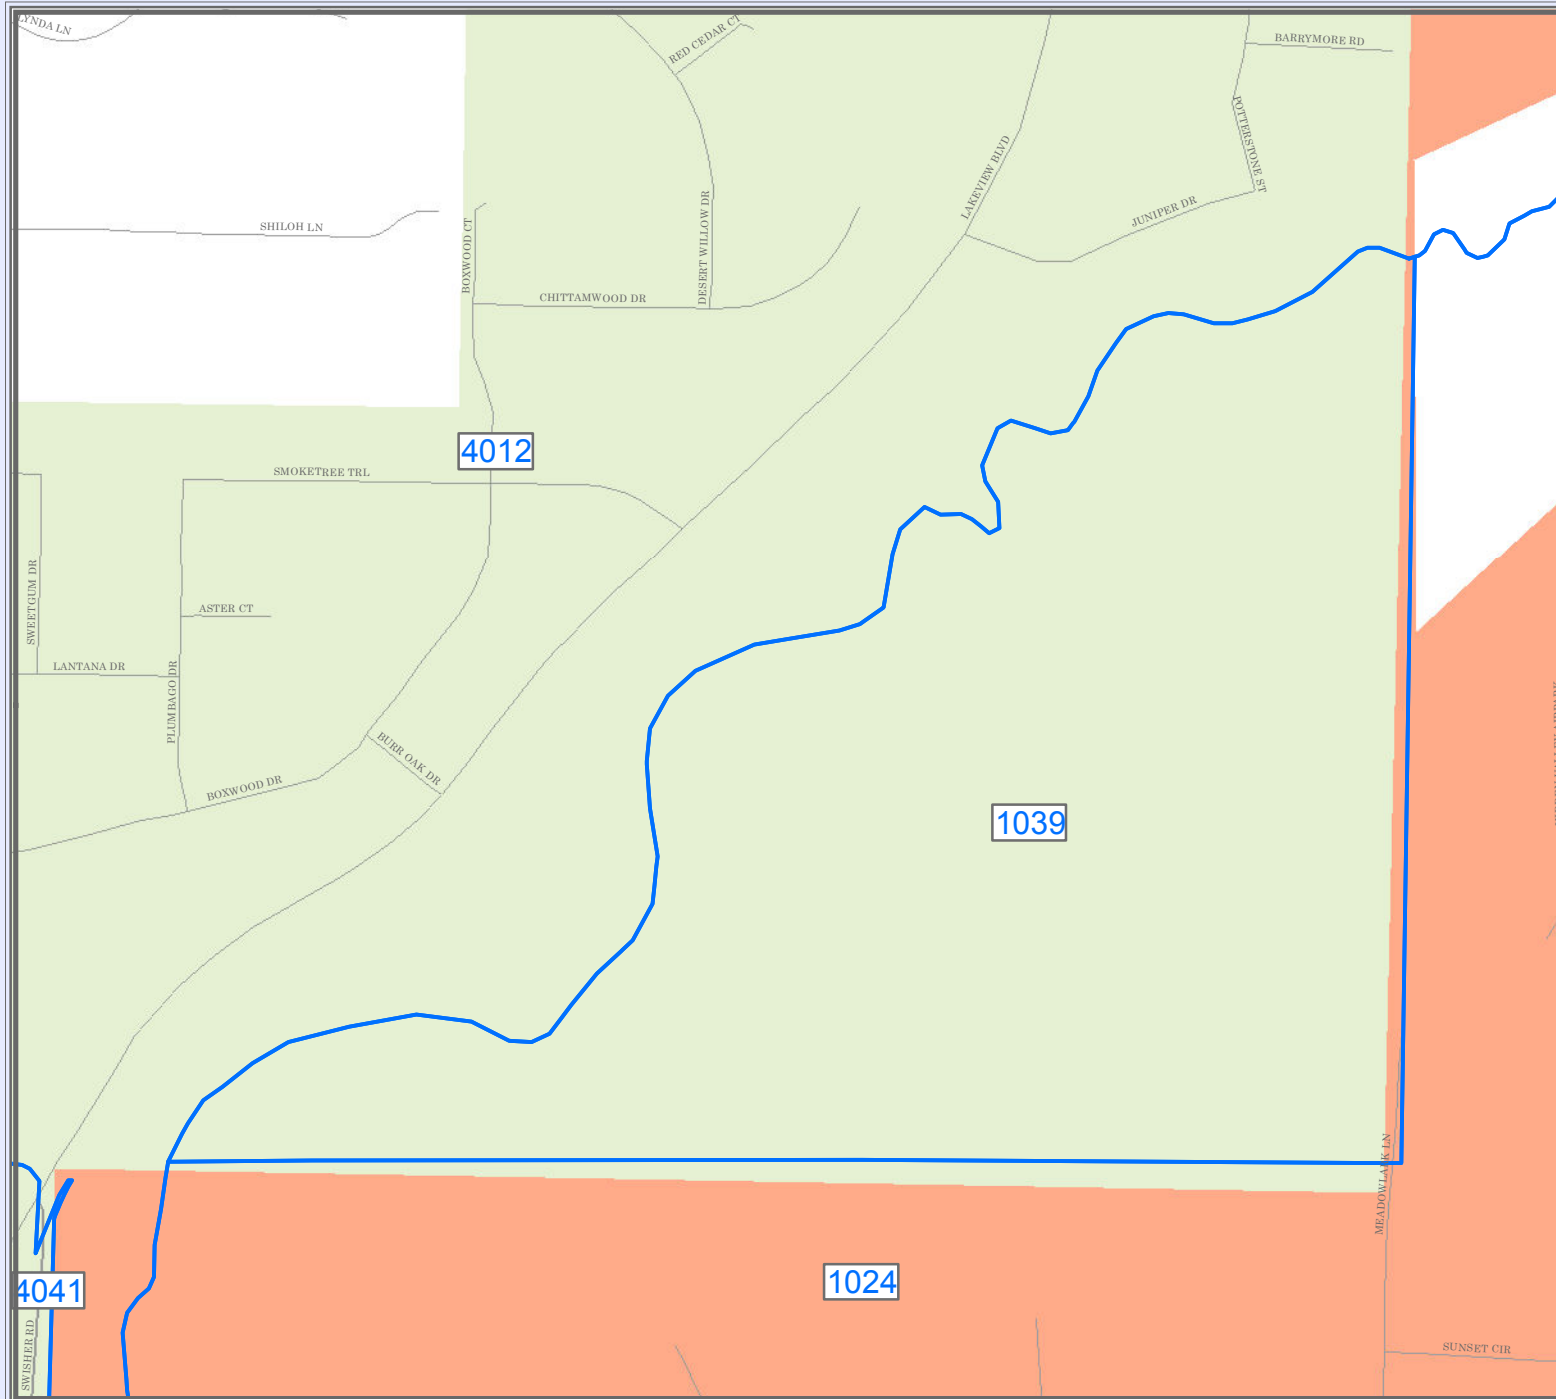 LYNDA LN
RED CEDAR CT
BARRYMORE RD
POTTERSTONE ST
LAKEVIEW BLVD
JUNIPER DR
SHILOH LN
BOXWOOD CT
DESERT WILLOW DR
CHITTAMWOOD DR
4012
SMOKETREE TRL
SWEETGUM DR
ASTER CT
LANTANA DR
PLUMBAGO DR
BURR OAK DR
BOXWOOD DR
1039
MEADOWLARK LN
4041
1024
SWISHER RD
SUNSET CIR